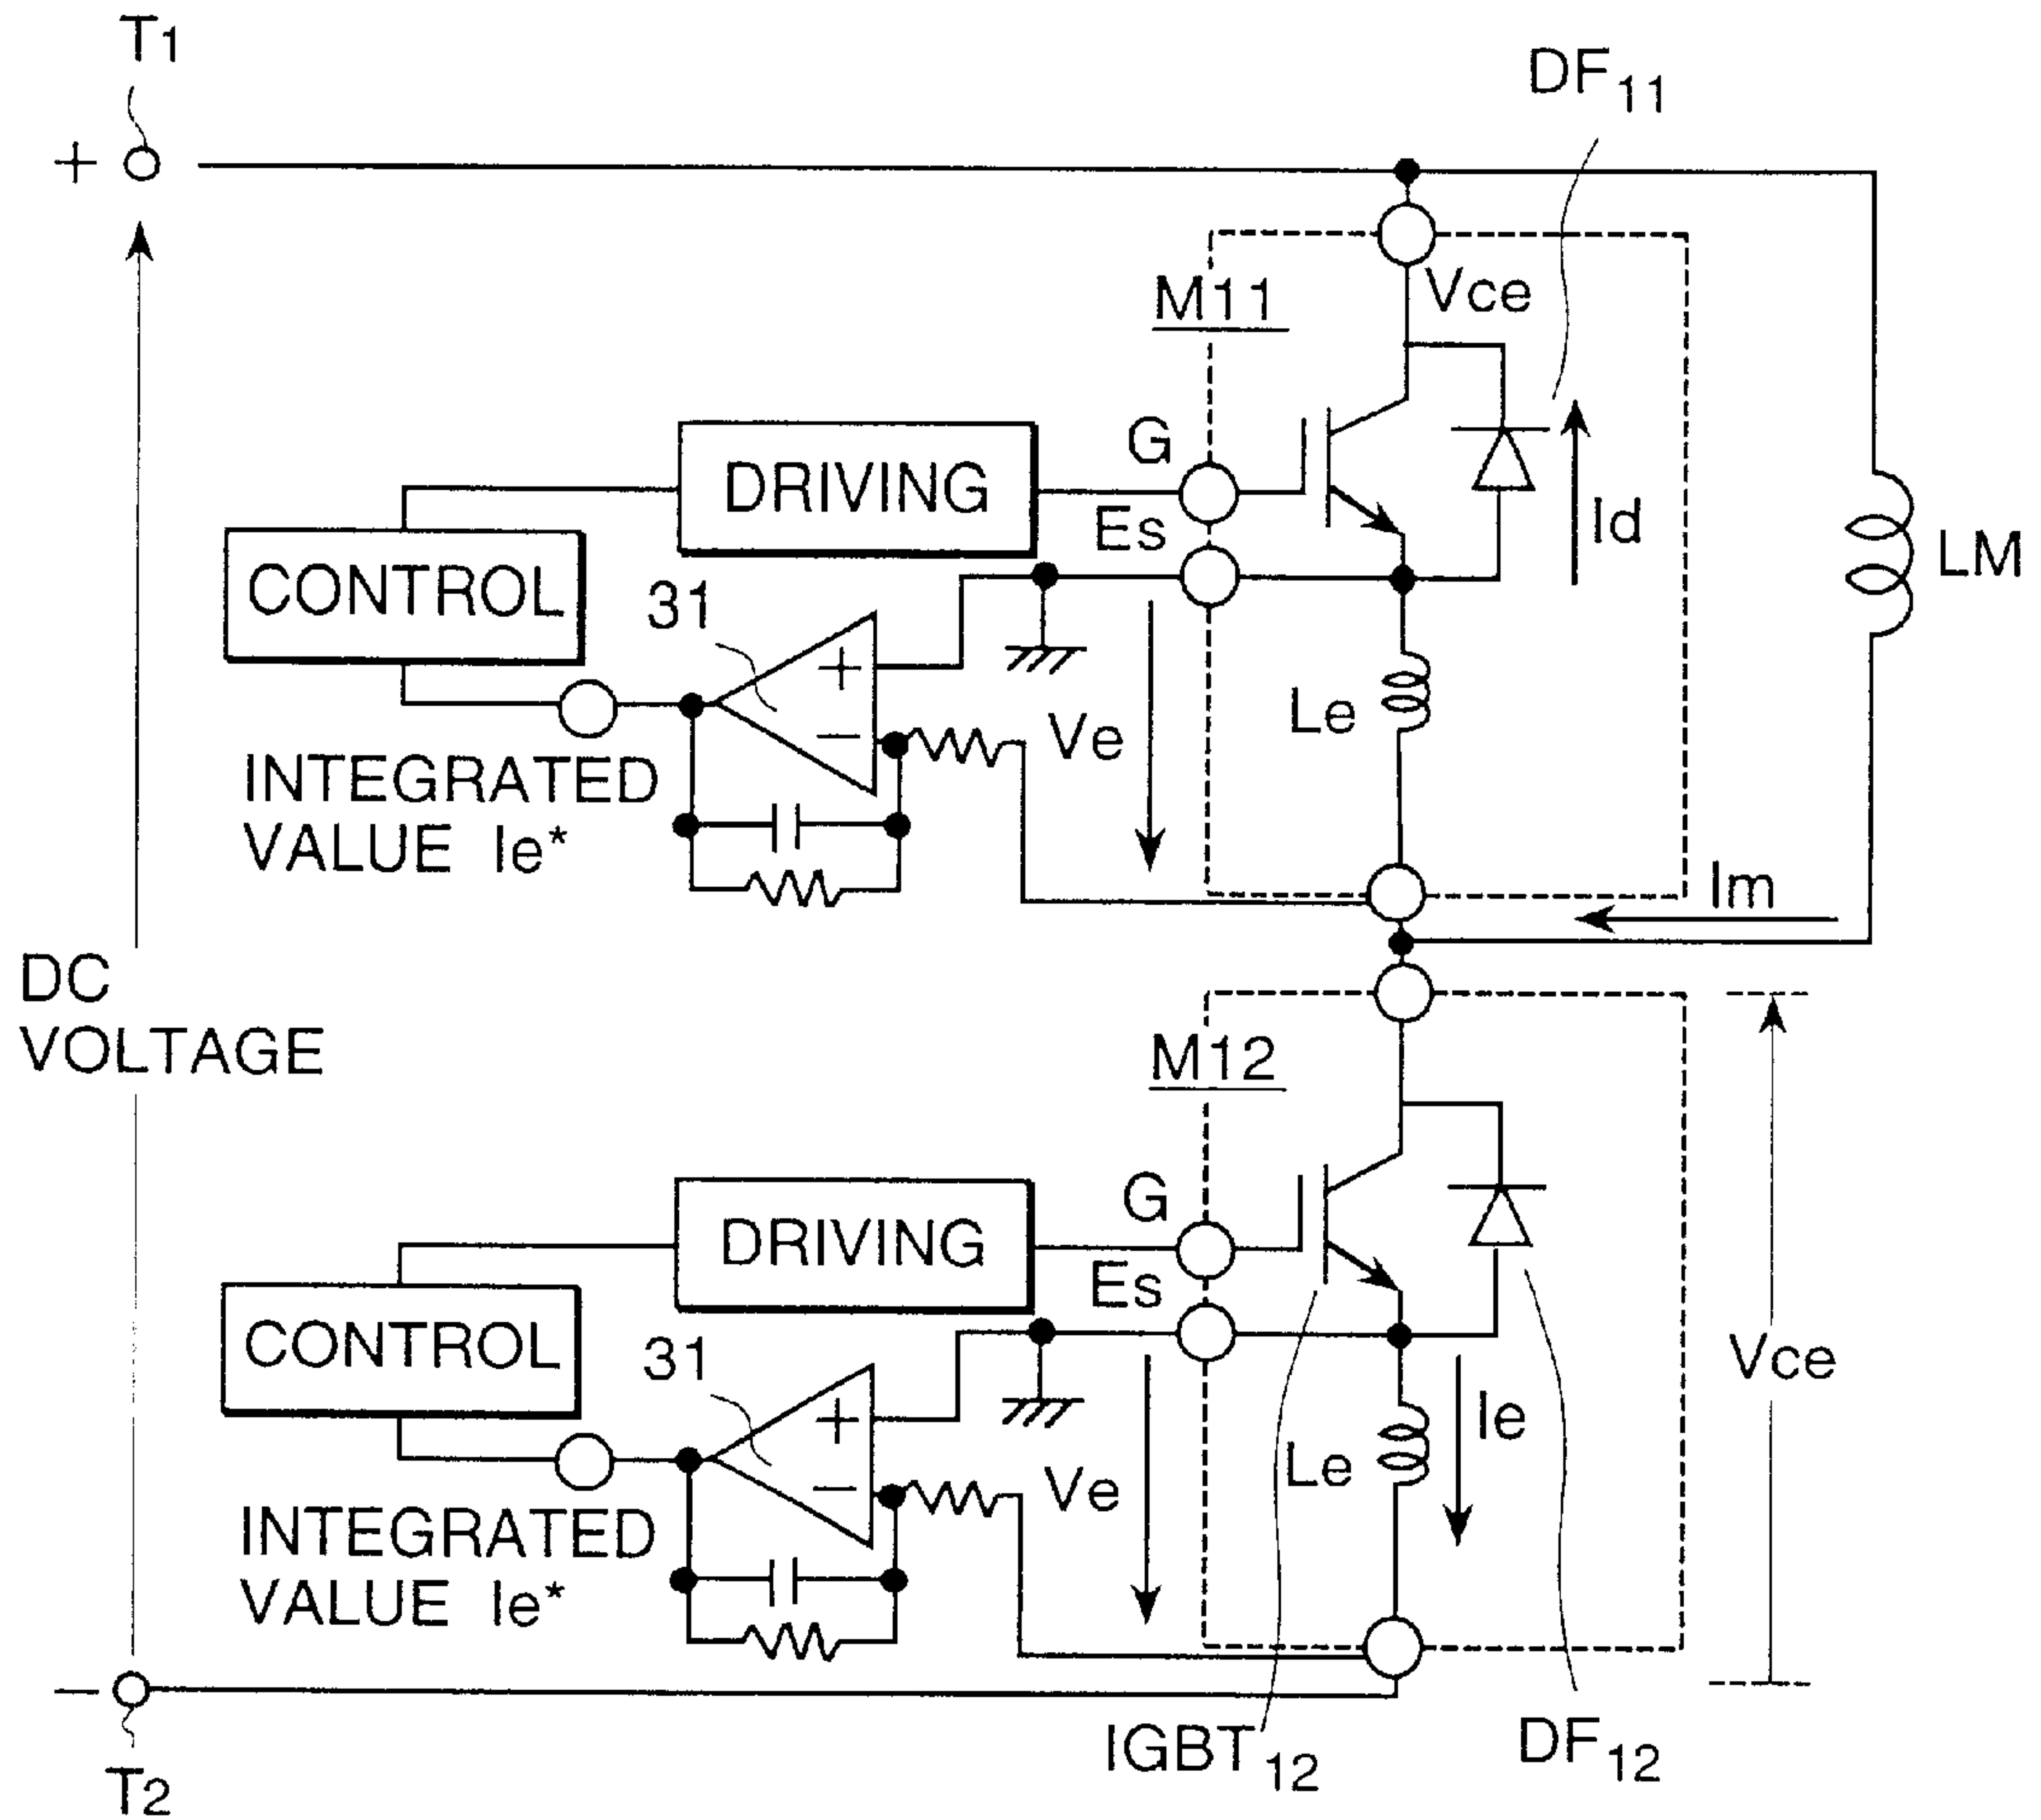 T1
DF11
+
Vce
M11
G
DRIVING
Es
Id
LM
CONTROL
31
+
Le
−
Ve
INTEGRATED
VALUE Ie*
Im
DC
VOLTAGE
M12
G
DRIVING
Es
CONTROL
31
Vce
+
Ie
Le
−
Ve
INTEGRATED
VALUE Ie*
−
IGBT12
DF12
T2